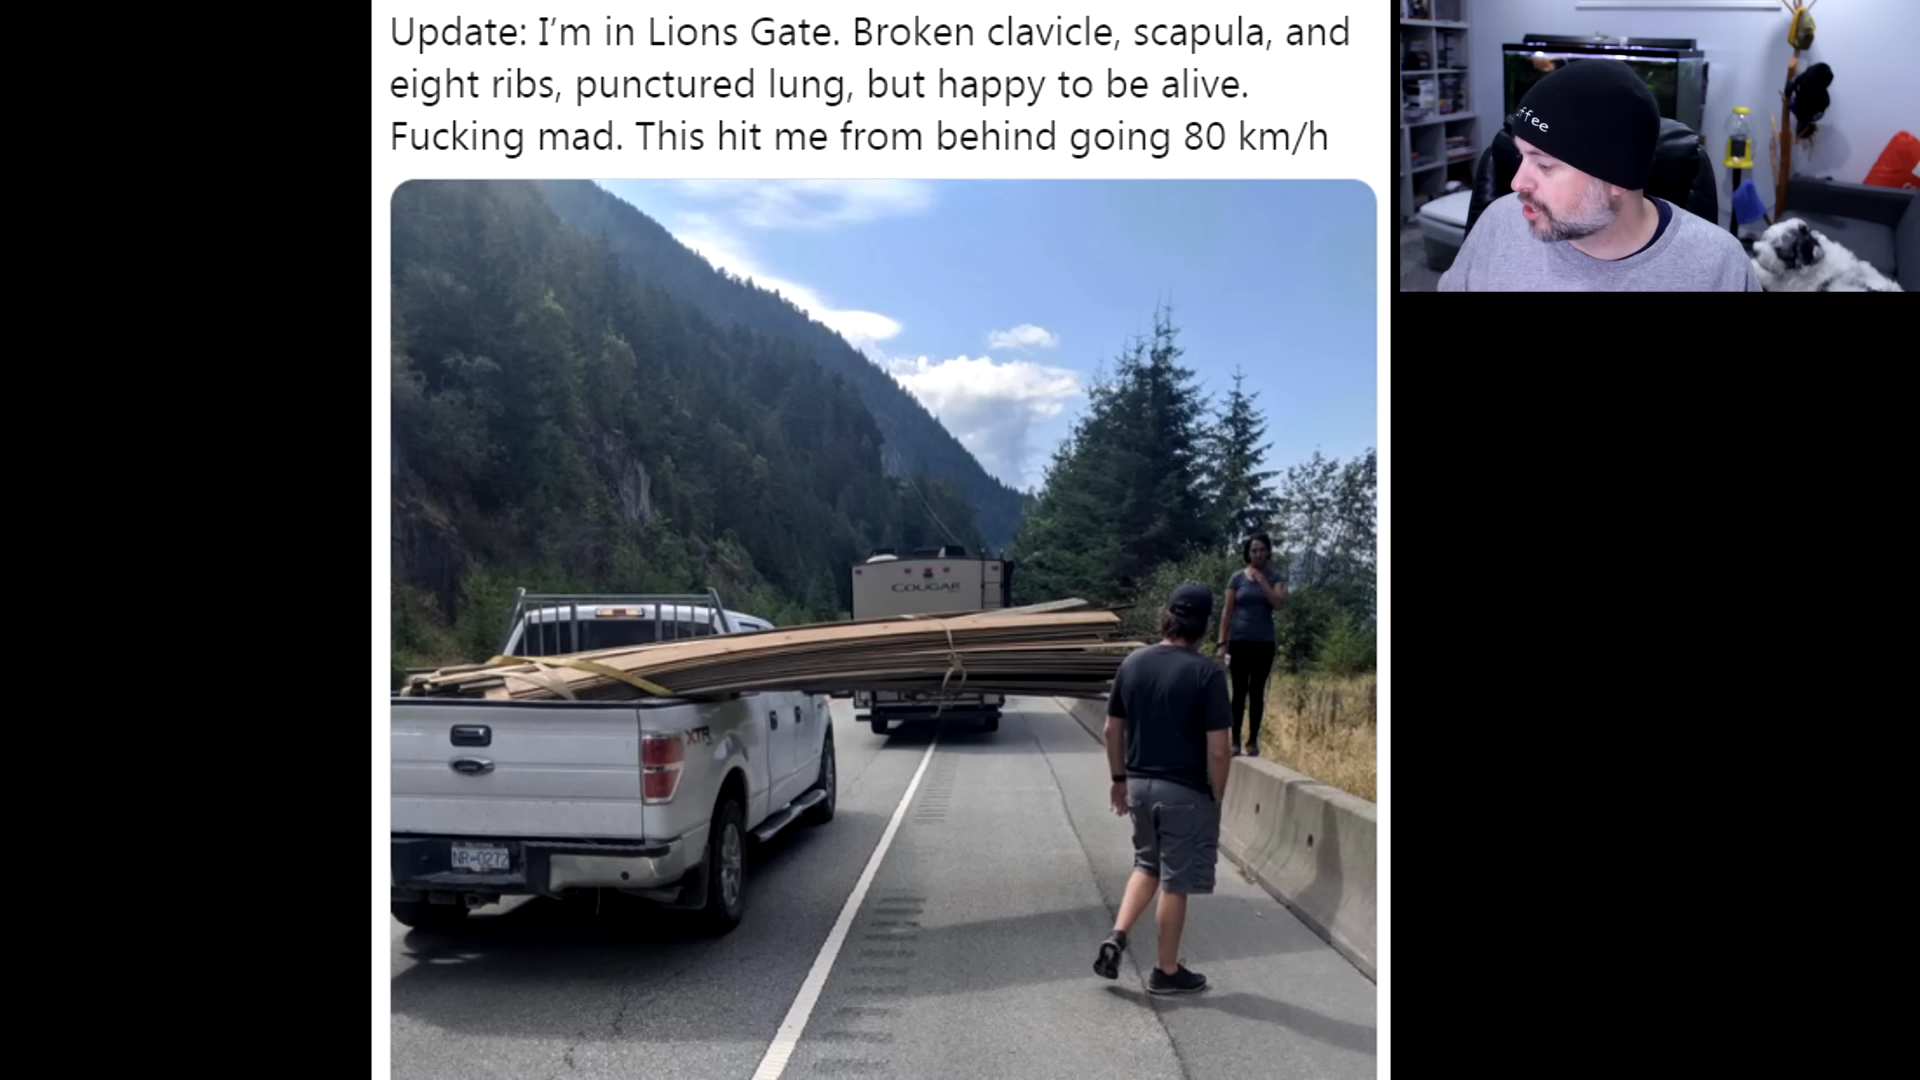 Update: I’m in Lions Gate. Broken clavicle, scapula, and
eight ribs, punctured lung, but happy to be alive.
Fucking mad. This hit me from behind going 80 km/h
ffee
COUGAR
XTR
Ford
NR-0272